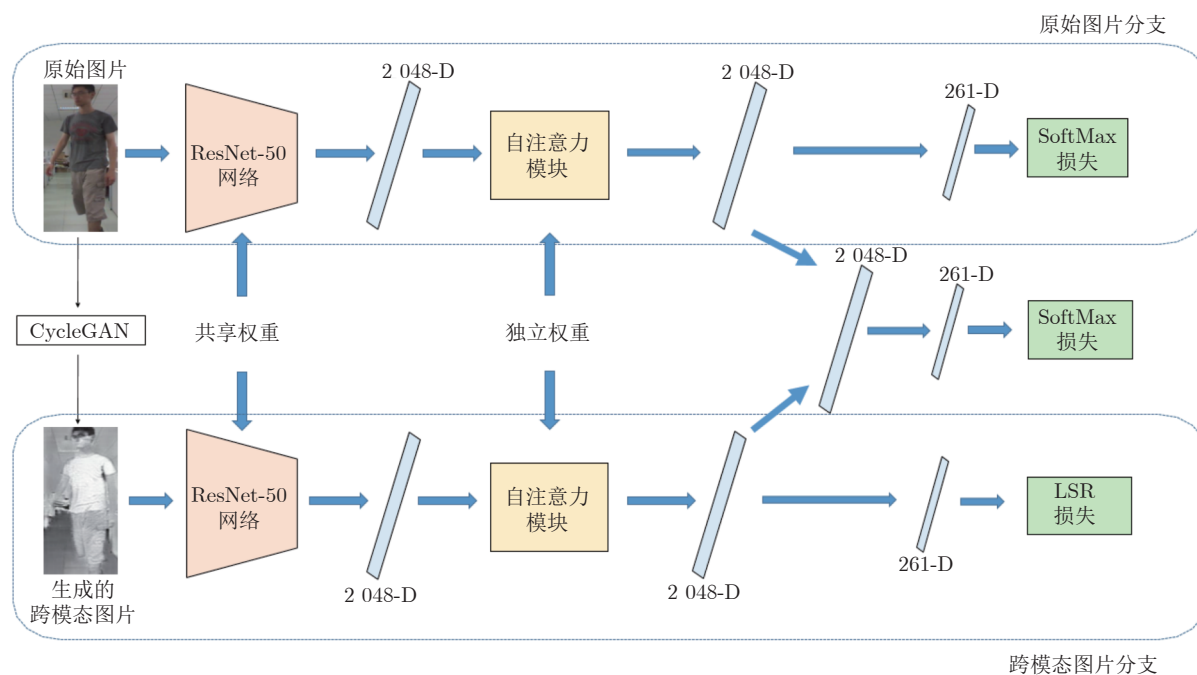 原始图片分支
原始图片
2 048-D
2 048-D
261-D
ResNet-50
网络
自注意力
模块
SoftMax
损失
2 048-D
261-D
CycleGAN
共享权重
独立权重
SoftMax
损失
ResNet-50
网络
自注意力
模块
LSR
损失
261-D
2 048-D
2 048-D
生成的
跨模态图片
跨模态图片分支